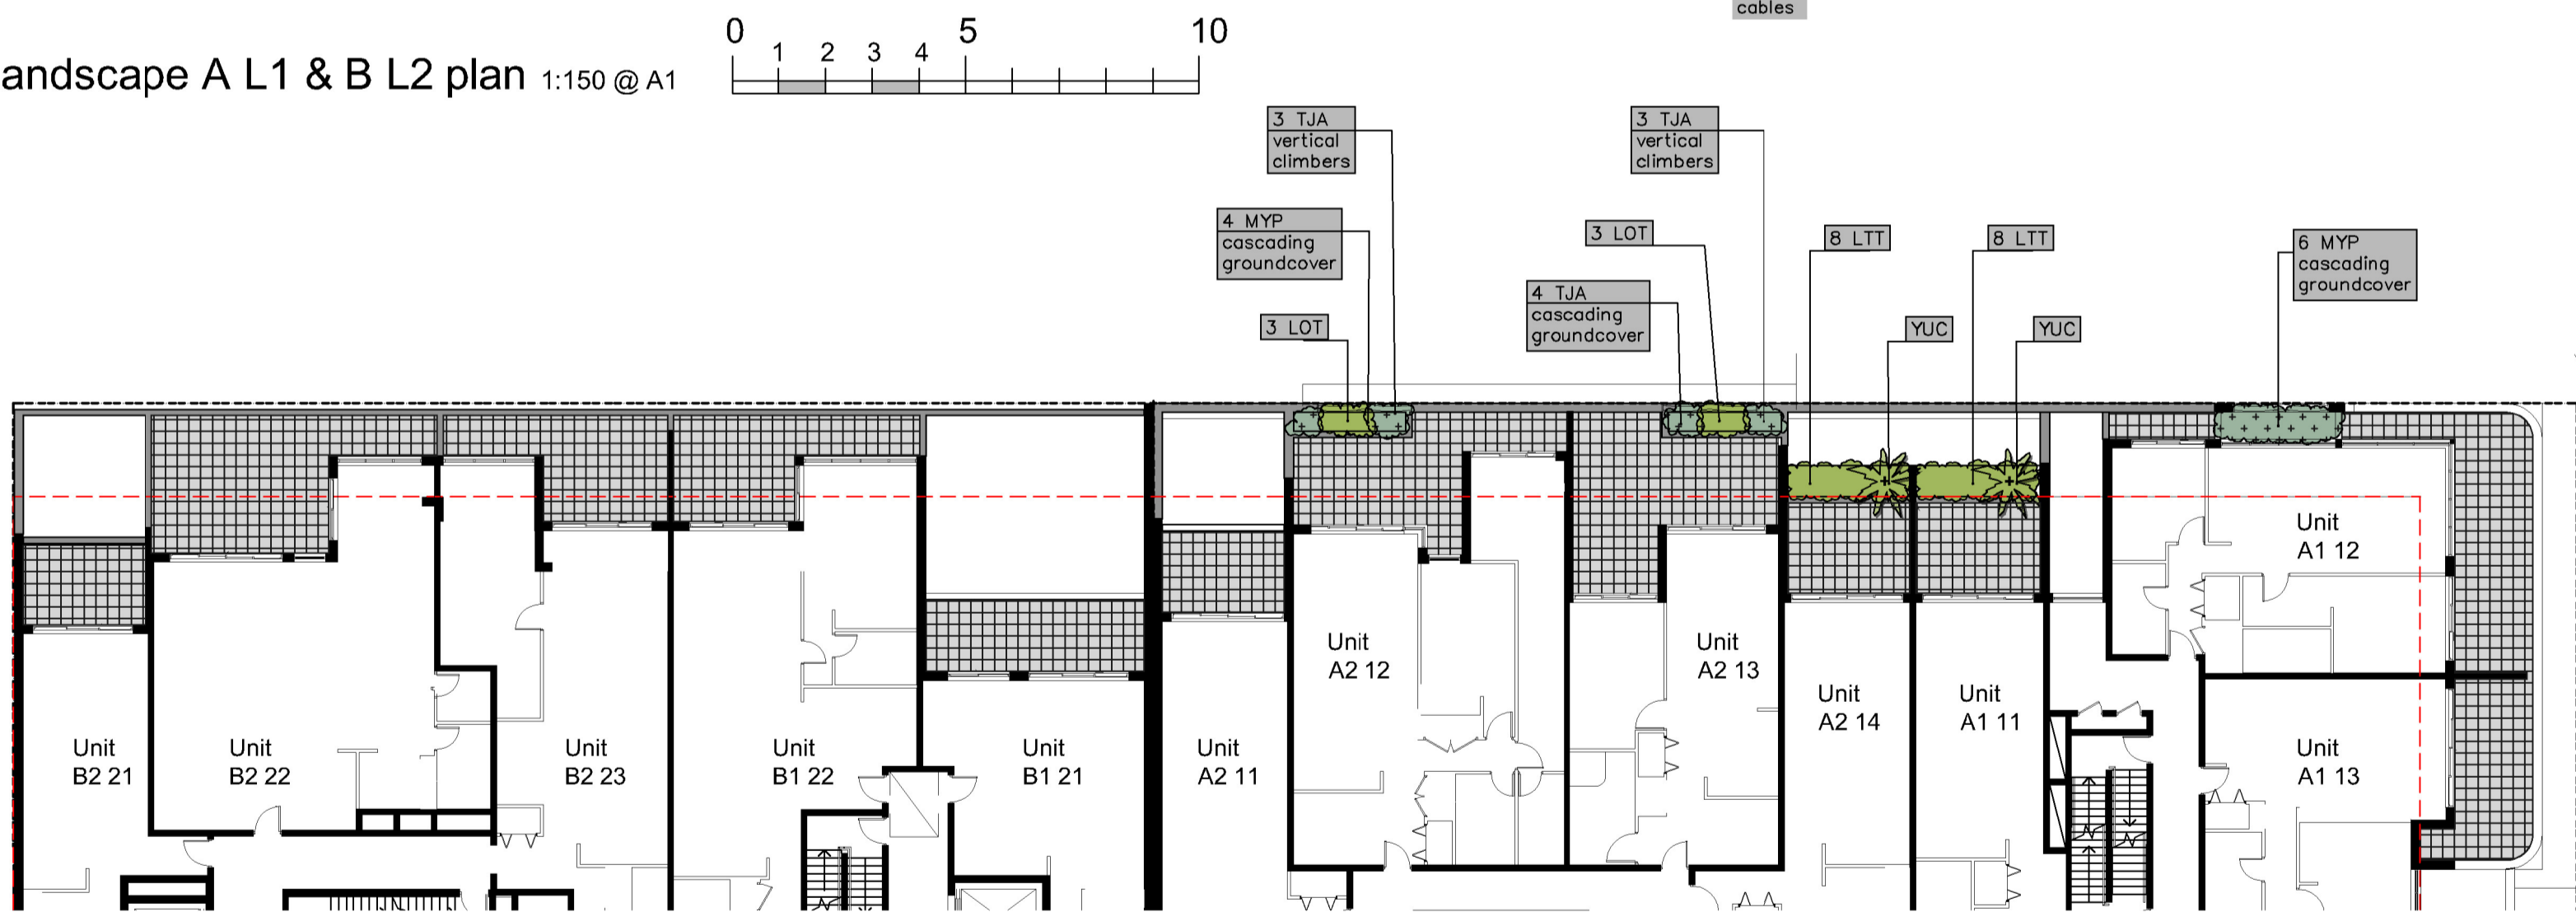 cables
0 5 10
1 2 3 4
andscape A L1 & B L2 plan 1:150 @ A1
3 TJA
vertical
climbers
3 TJA
vertical
climbers
4 MYP
cascading
groundcover
3 LOT
8 LTT
8 LTT
6 MYP
cascading
groundcover
4 TJA
cascading
groundcover
3 LOT
YUC
YUC
Unit
A1 12
Unit
A2 12
Unit
A2 13
Unit
A2 14
Unit
A1 11
Unit
B2 21
Unit
B2 22
Unit
B2 23
Unit
B1 22
Unit
B1 21
Unit
A2 11
Unit
A1 13